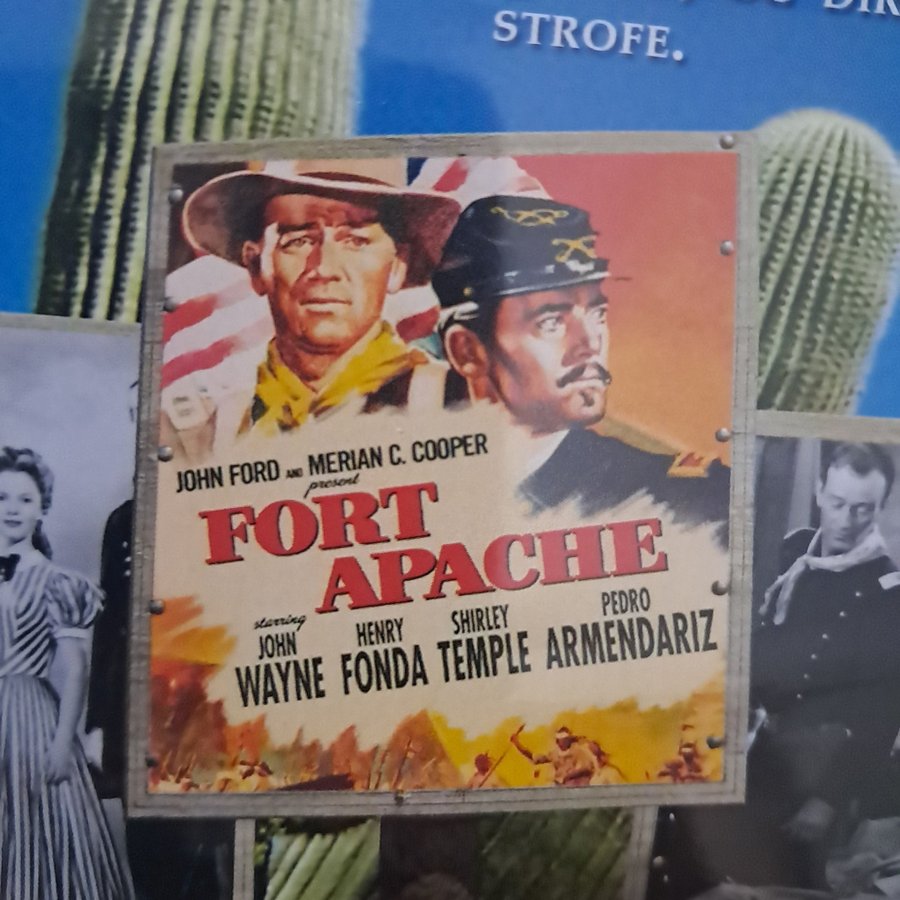 STROFE.
JOHN FORD AND MERIAN C. COOPER
present
FORT
APACHE
starring
JOHN WAYNE
HENRY FONDA
SHIRLEY TEMPLE
PEDRO ARMENDARIZ